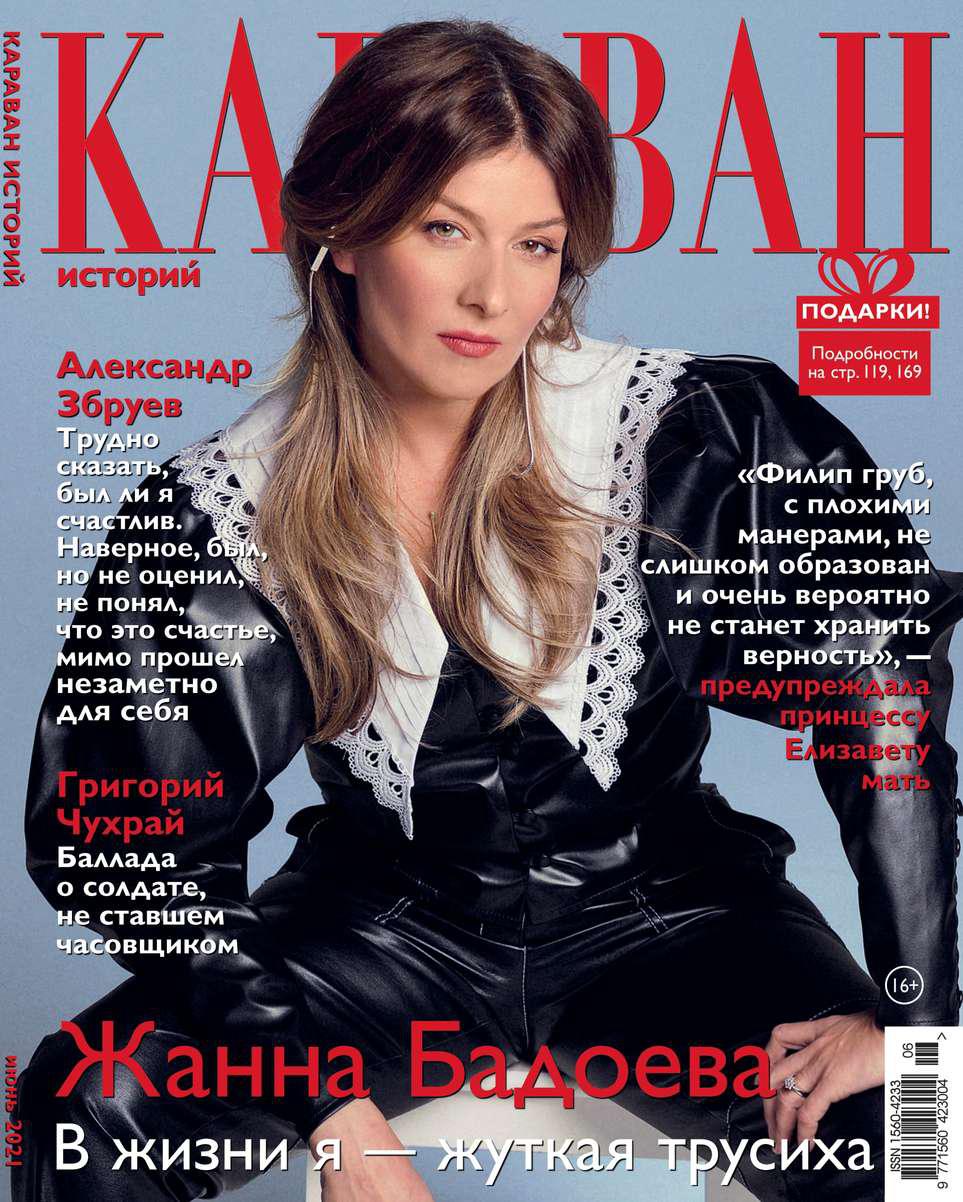 КАРАВАН ИСТОРИЙ
КА ВАН
историй
ПОДАРКИ!
Подробности
на стр. 119, 169
Александр
Збруев
Трудно
сказать,
был ли я
счастлив.
Наверное, был,
но не оценил,
не понял,
что это счастье,
мимо прошел
незаметно
для себя
«Филип груб,
с плохими
манерами, не
слишком образован
и очень вероятно
не станет хранить
верность», —
предупреждала
принцессу
Елизавету
мать
Григорий
Чухрай
Баллада
о солдате,
не ставшем
часовщиком
16+
Жанна Бадоева
В жизни я — жуткая трусиха
июнь 2021
ISSN 1560-4233
06
9 771560 423004 >